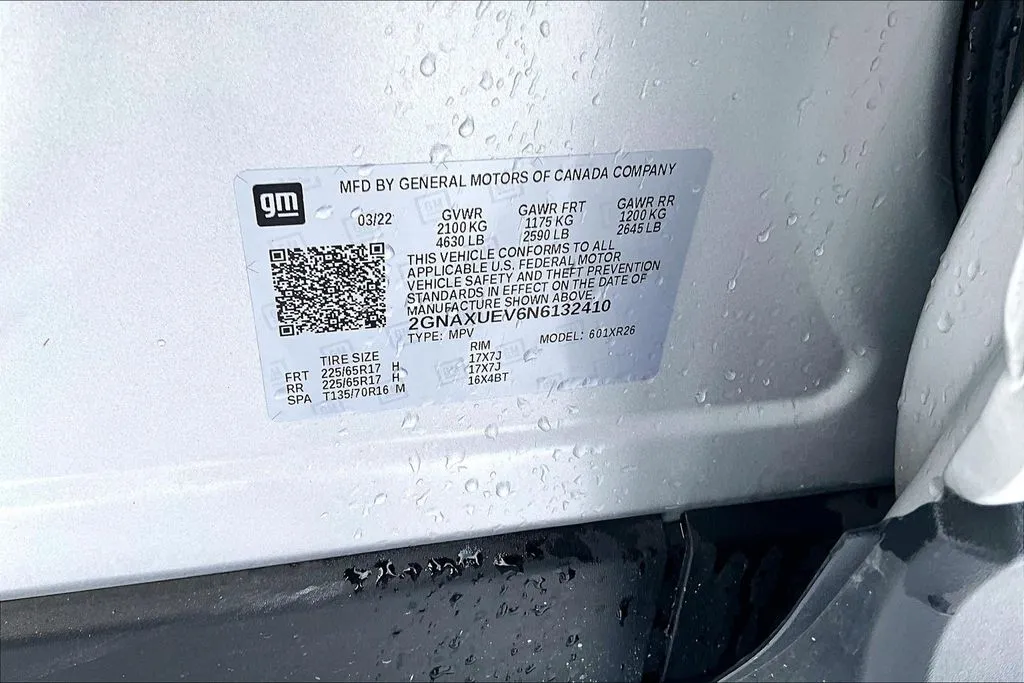 gm
MFD BY GENERAL MOTORS OF CANADA COMPANY
03/22 GVWR GAWR FRT GAWR RR
2100 KG 1175 KG 1200 KG
4630 LB 2590 LB 2645 LB
THIS VEHICLE CONFORMS TO ALL
APPLICABLE U.S. FEDERAL MOTOR
VEHICLE SAFETY AND THEFT PREVENTION
STANDARDS IN EFFECT ON THE DATE OF
MANUFACTURE SHOWN ABOVE.
2GNAXUEV6N6132410
TYPE: MPV MODEL: 601XR26
TIRE SIZE RIM
FRT 225/65R17 H 17X7J
RR 225/65R17 H 17X7J
SPA T135/70R16 M 16X4BT